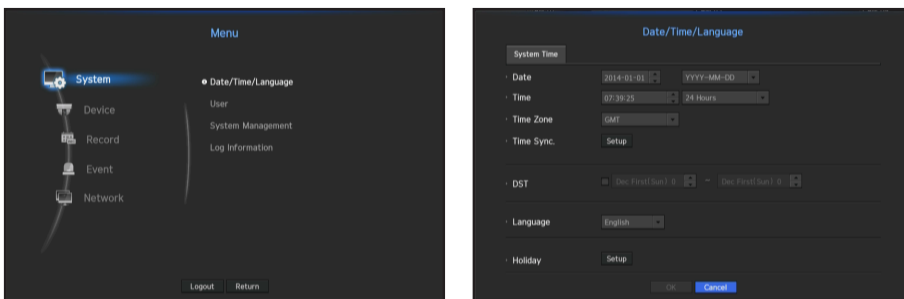 Menu
System
Device
Record
Event
Network
Date/Time/Language
User
System Management
Log Information
Logout Return
Date/Time/Language
System Time
Date 2014-01-01 YYYY-MM-DD
Time 07:39:25 24 Hours
Time Zone GMT
Time Sync. Setup
DST Dec First(Sun) 0 ~ Dec First(Sun) 0
Language English
Holiday Setup
OK Cancel